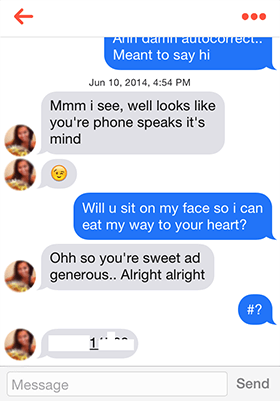 Ahh damn autocorrect..
Meant to say hi
Jun 10, 2014, 4:54 PM
Mmm i see, well looks like
you're phone speaks it's
mind
😉
Will u sit on my face so i can
eat my way to your heart?
Ohh so you're sweet ad
generous.. Alright alright
#?
1
Message
Send